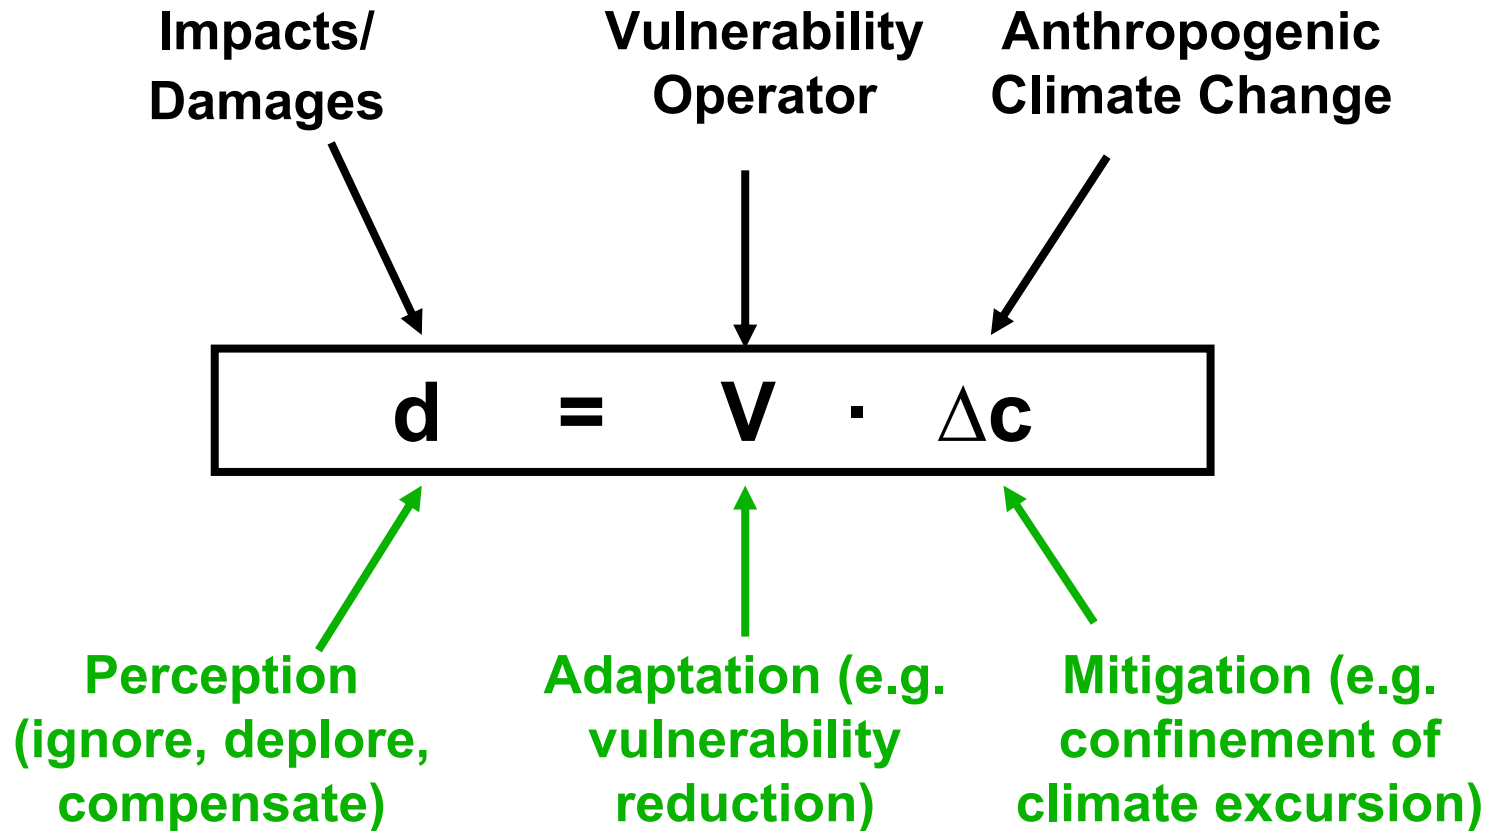 Impacts/
Damages
Vulnerability
Operator
Anthropogenic
Climate Change
d = V · Δc
Perception
(ignore, deplore,
compensate)
Adaptation (e.g.
vulnerability
reduction)
Mitigation (e.g.
confinement of
climate excursion)